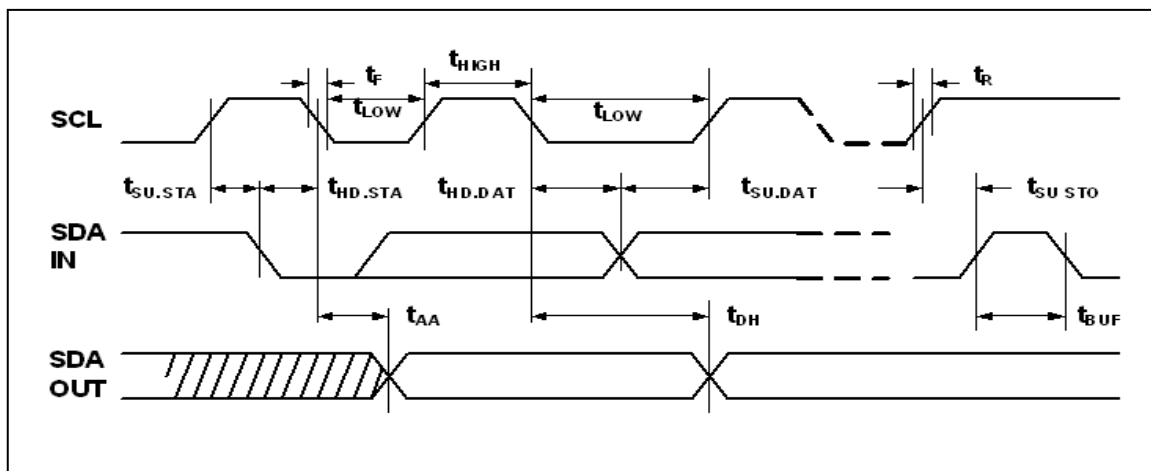 tF
tHIGH
tR
SCL
tLOW
tLOW
tSU.STA
tHD.STA
tHD.DAT
tSU.DAT
tSU STO
SDA
IN
tAA
tDH
tBUF
SDA
OUT